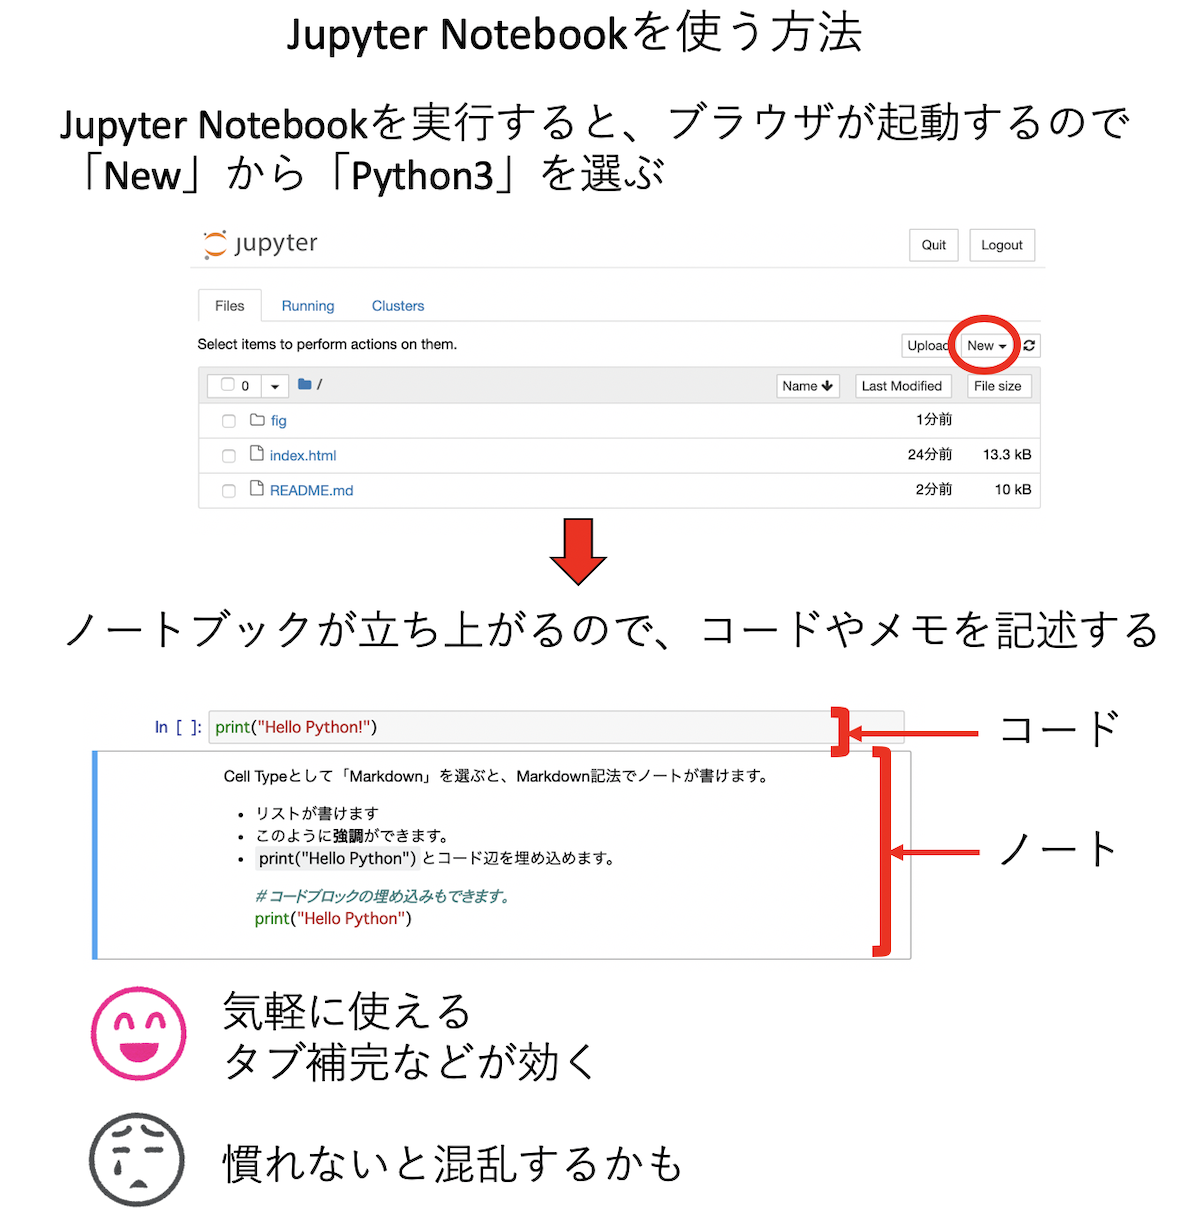 Jupyter Notebookを使う方法
Jupyter Notebookを実行すると、ブラウザが起動するので
「New」から「Python3」を選ぶ
jupyter
Quit
Logout
Files
Running
Clusters
Select items to perform actions on them.
Upload
New
0
/
Name
Last Modified
File size
fig
1分前
index.html
24分前
13.3 kB
README.md
2分前
10 kB
ノートブックが立ち上がるので、コードやメモを記述する
In [ ]: print("Hello Python!")
コード
Cell Typeとして「Markdown」を選ぶと、Markdown記法でノートが書けます。
• リストが書けます
• このように強調ができます。
• print("Hello Python") とコード辺を埋め込めます。
ノート
# コードブロックの埋め込みもできます。
print("Hello Python")
気軽に使える
タブ補完などが効く
慣れないと混乱するかも